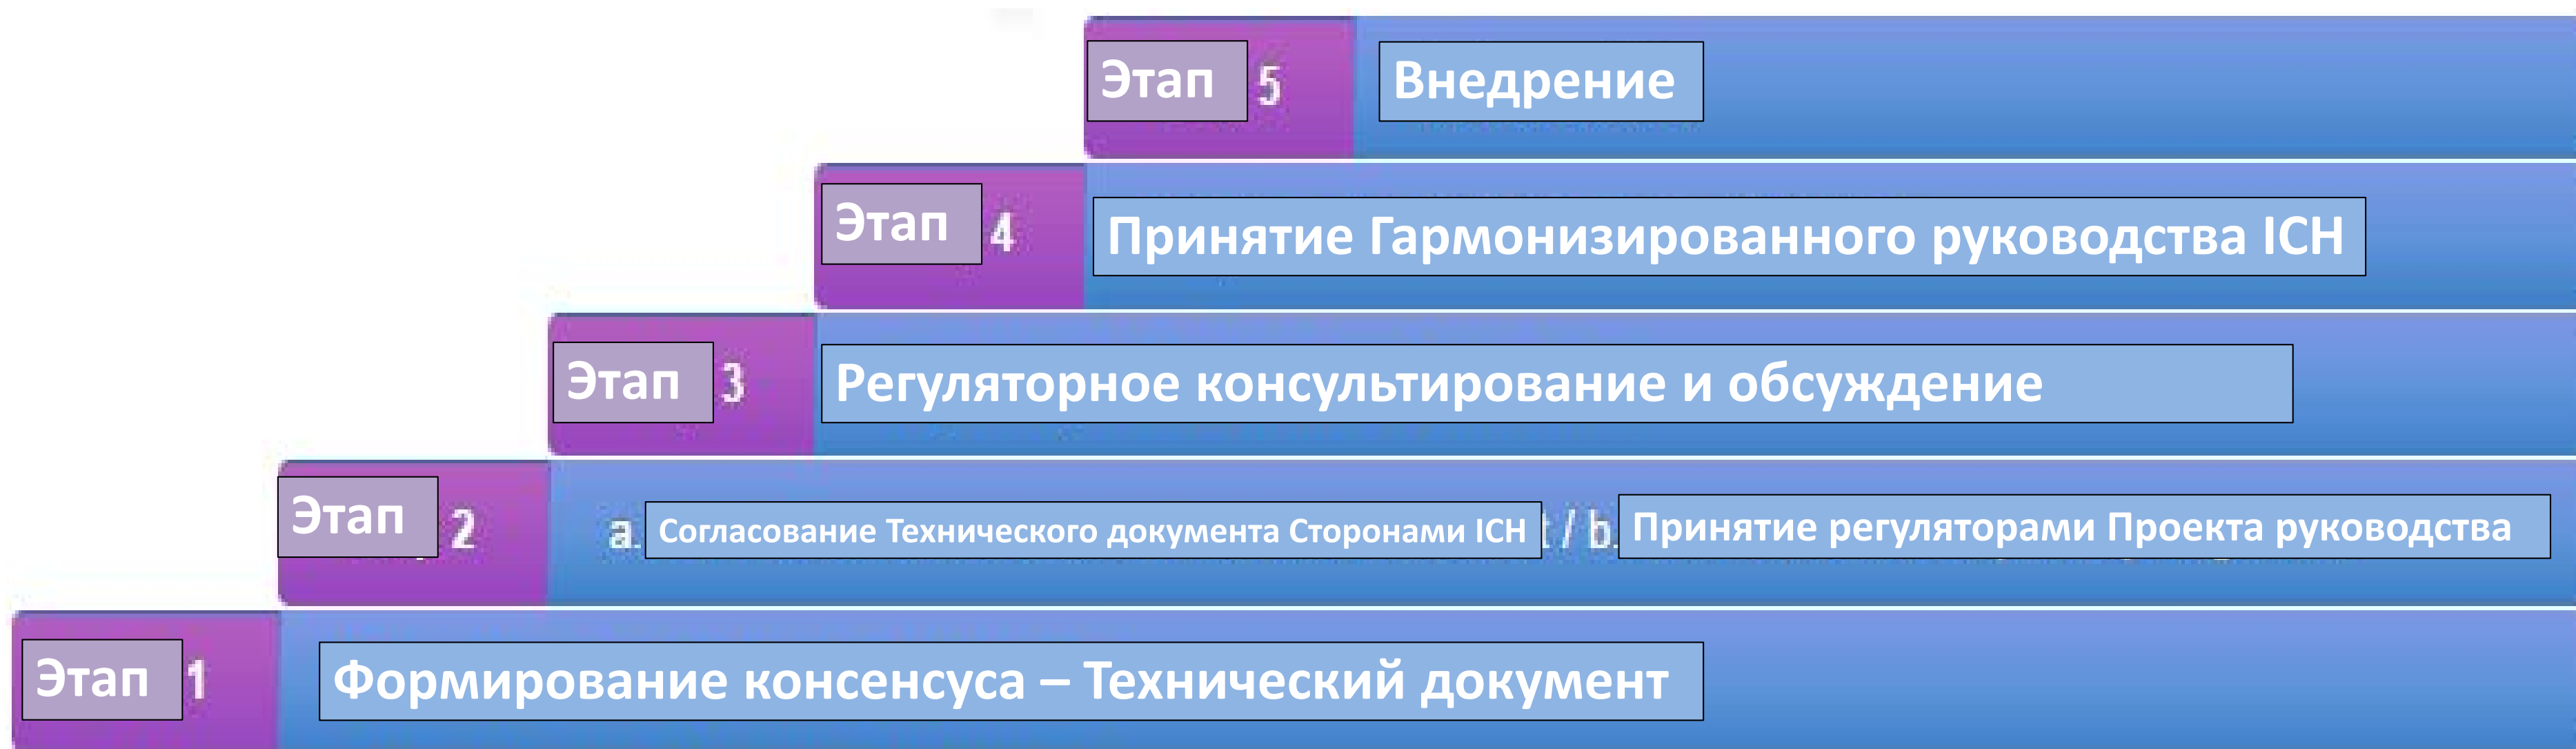 Этап 5 Внедрение
Этап 4 Принятие Гармонизированного руководства ICH
Этап 3 Регуляторное консультирование и обсуждение
Этап 2 a. Согласование Технического документа Сторонами ICH / b. Принятие регуляторами Проекта руководства
Этап 1 Формирование консенсуса – Технический документ